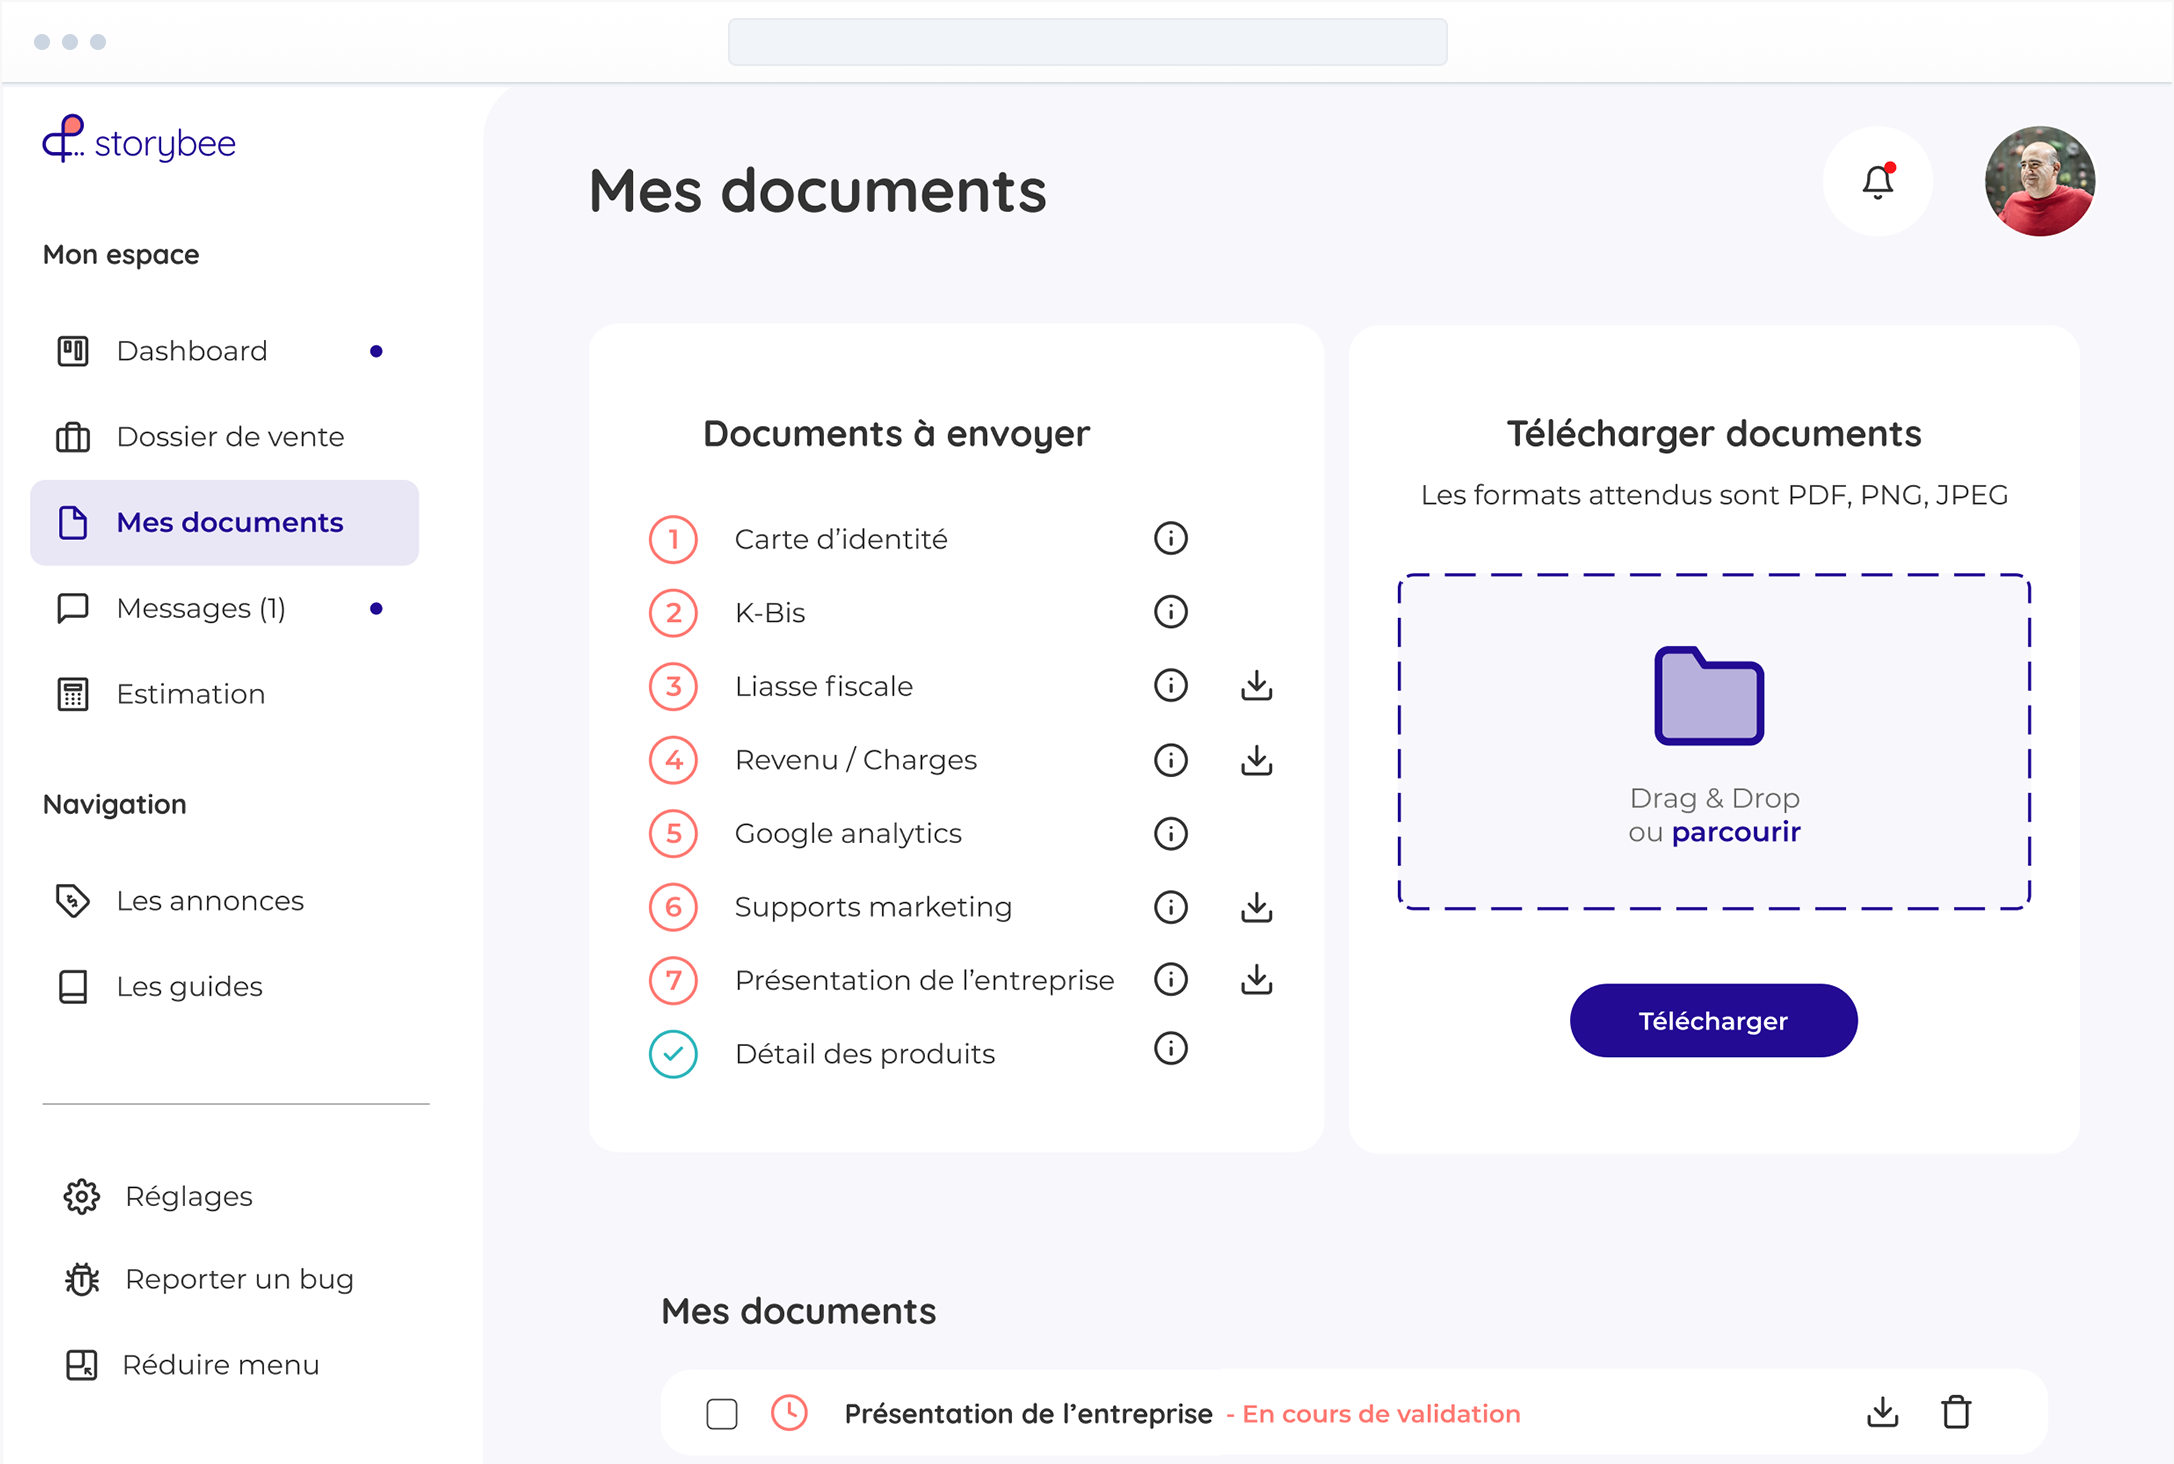 storybee
Mon espace
Dashboard
Dossier de vente
Mes documents
Messages (1)
Estimation
Navigation
Les annonces
Les guides
Réglages
Reporter un bug
Réduire menu
Mes documents
Documents à envoyer
1 Carte d’identité
2 K-Bis
3 Liasse fiscale
4 Revenu / Charges
5 Google analytics
6 Supports marketing
7 Présentation de l’entreprise
Détail des produits
Télécharger documents
Les formats attendus sont PDF, PNG, JPEG
Drag & Drop
ou parcourir
Télécharger
Mes documents
Présentation de l’entreprise - En cours de validation